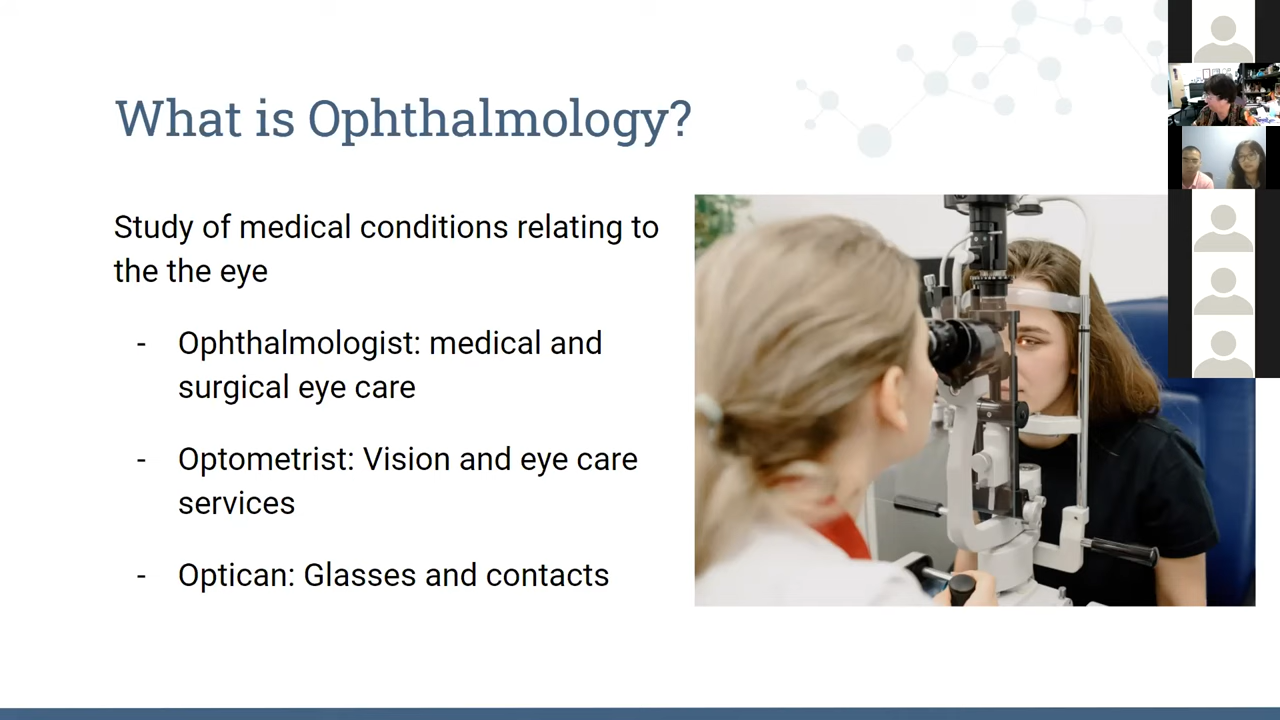 What is Ophthalmology?
Study of medical conditions relating to
the the eye
- Ophthalmologist: medical and
surgical eye care
- Optometrist: Vision and eye care
services
- Optican: Glasses and contacts